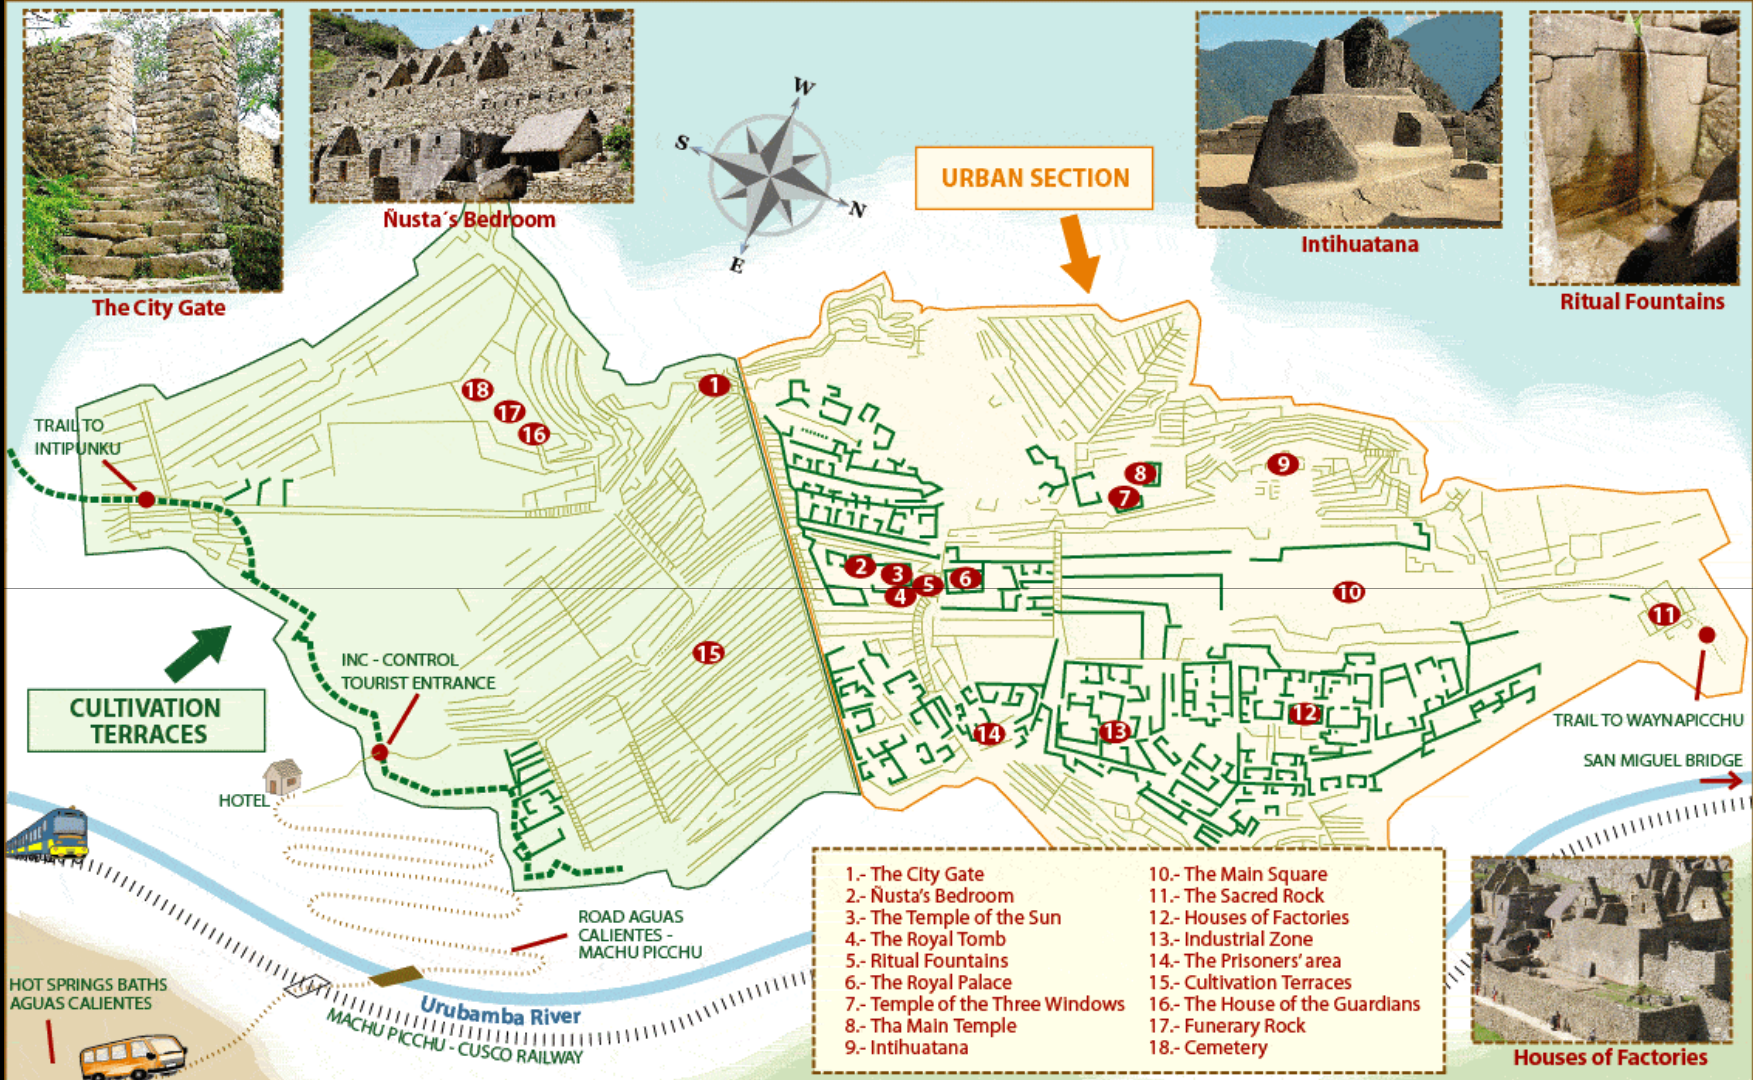 The City Gate
Ñusta´s Bedroom
W
S
N
E
URBAN SECTION
Intihuatana
Ritual Fountains
TRAIL TO
INTIPUNKU
18
17
16
1
8
7
9
2
3
4
5
6
10
11
15
14
13
12
CULTIVATION
TERRACES
INC - CONTROL
TOURIST ENTRANCE
HOTEL
TRAIL TO WAYNAPICCHU
SAN MIGUEL BRIDGE
ROAD AGUAS
CALIENTES -
MACHU PICCHU
HOT SPRINGS BATHS
AGUAS CALIENTES
Urubamba River
MACHU PICCHU - CUSCO RAILWAY
1.- The City Gate
2.- Ñusta's Bedroom
3.- The Temple of the Sun
4.- The Royal Tomb
5.- Ritual Fountains
6.- The Royal Palace
7.- Temple of the Three Windows
8.- Tha Main Temple
9.- Intihuatana
10.- The Main Square
11.- The Sacred Rock
12.- Houses of Factories
13.- Industrial Zone
14.- The Prisoners' area
15.- Cultivation Terraces
16.- The House of the Guardians
17.- Funerary Rock
18.- Cemetery
Houses of Factories